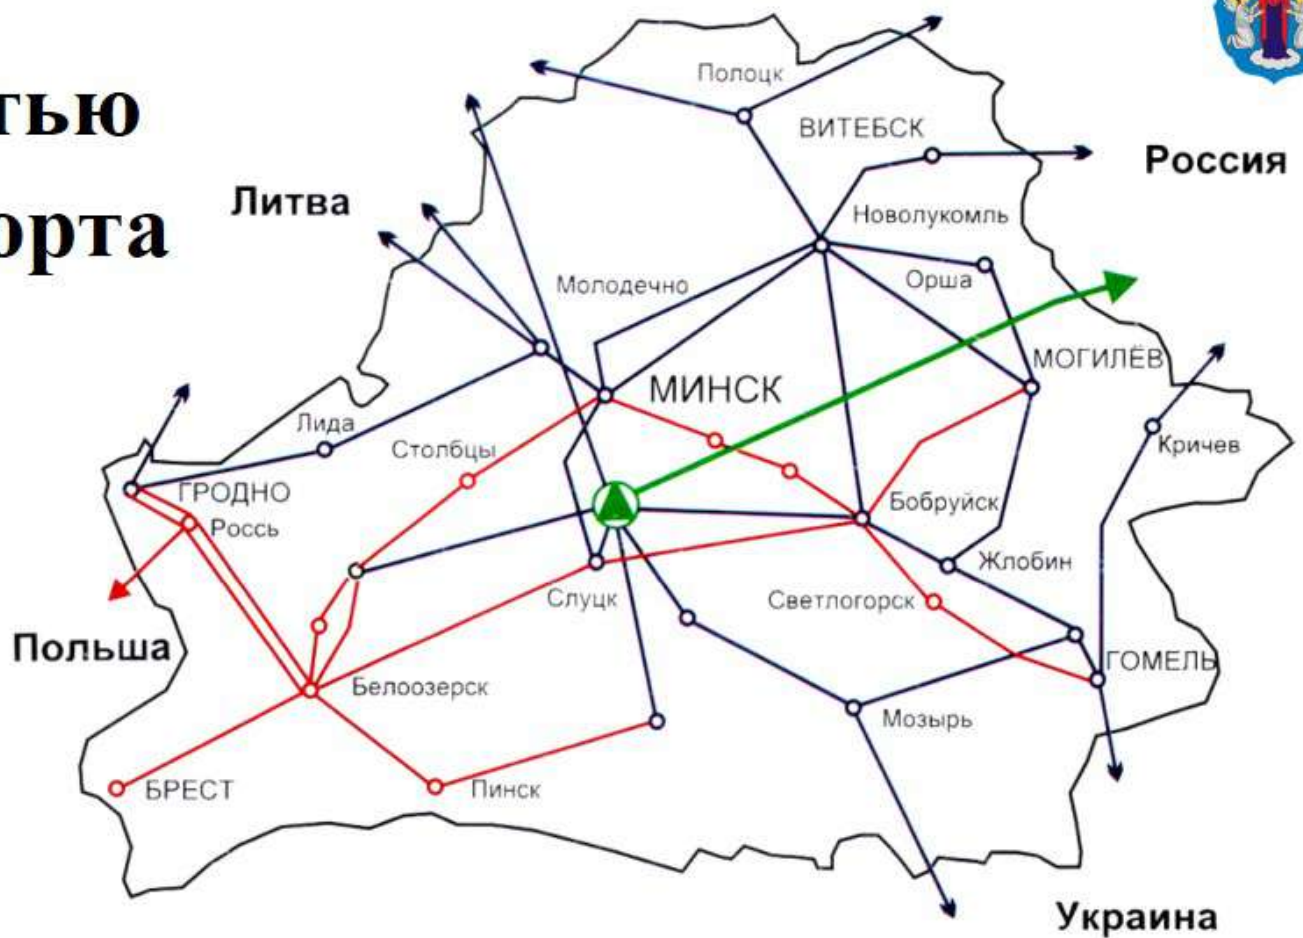 тью
орта
Полоцк
ВИТЕБСК
Россия
Литва
Новолукомль
Орша
Молодечно
МОГИЛЁВ
МИНСК
Лида
Столбцы
Кричев
ГРОДНО
Россь
Бобруйск
Жлобин
Слуцк
Светлогорск
Польша
ГОМЕЛЬ
Белоозерск
Мозырь
БРЕСТ
Пинск
Украина